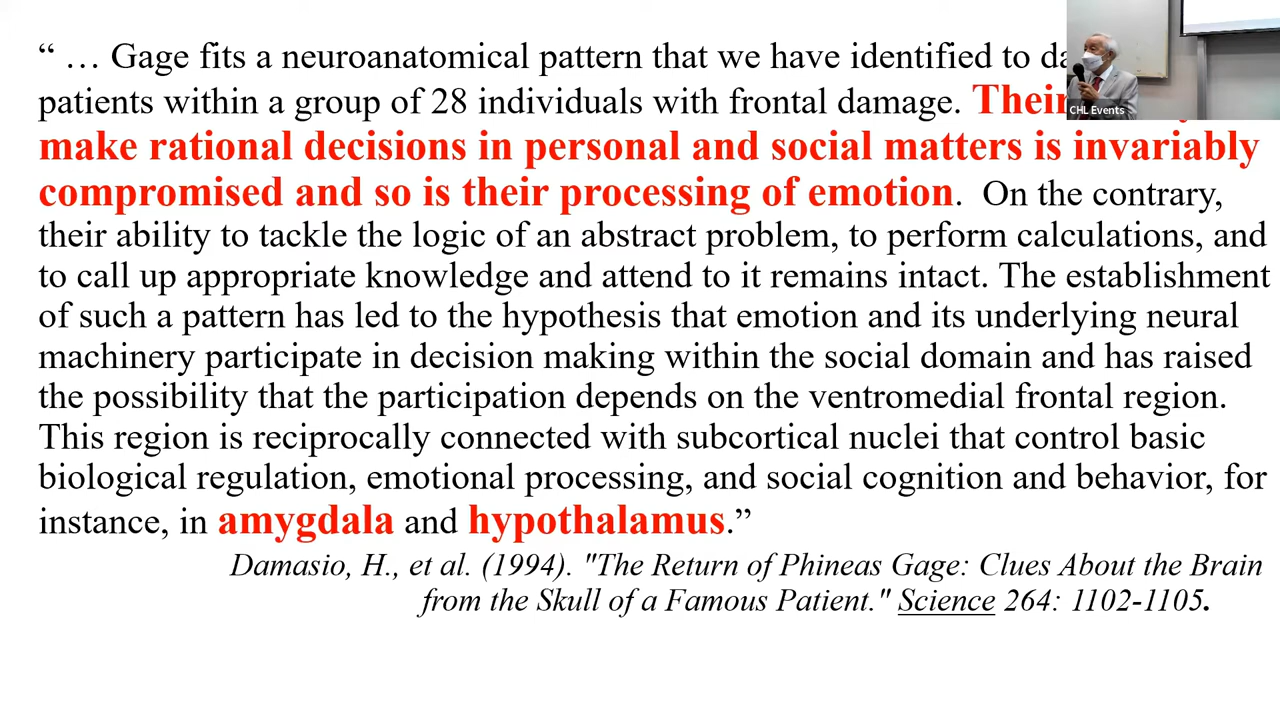 “ … Gage fits a neuroanatomical pattern that we have identified to da
patients within a group of 28 individuals with frontal damage. Their
make rational decisions in personal and social matters is invariably
compromised and so is their processing of emotion. On the contrary,
their ability to tackle the logic of an abstract problem, to perform calculations, and
to call up appropriate knowledge and attend to it remains intact. The establishment
of such a pattern has led to the hypothesis that emotion and its underlying neural
machinery participate in decision making within the social domain and has raised
the possibility that the participation depends on the ventromedial frontal region.
This region is reciprocally connected with subcortical nuclei that control basic
biological regulation, emotional processing, and social cognition and behavior, for
instance, in amygdala and hypothalamus.”
Damasio, H., et al. (1994). "The Return of Phineas Gage: Clues About the Brain
from the Skull of a Famous Patient." Science 264: 1102-1105.
CHL Events